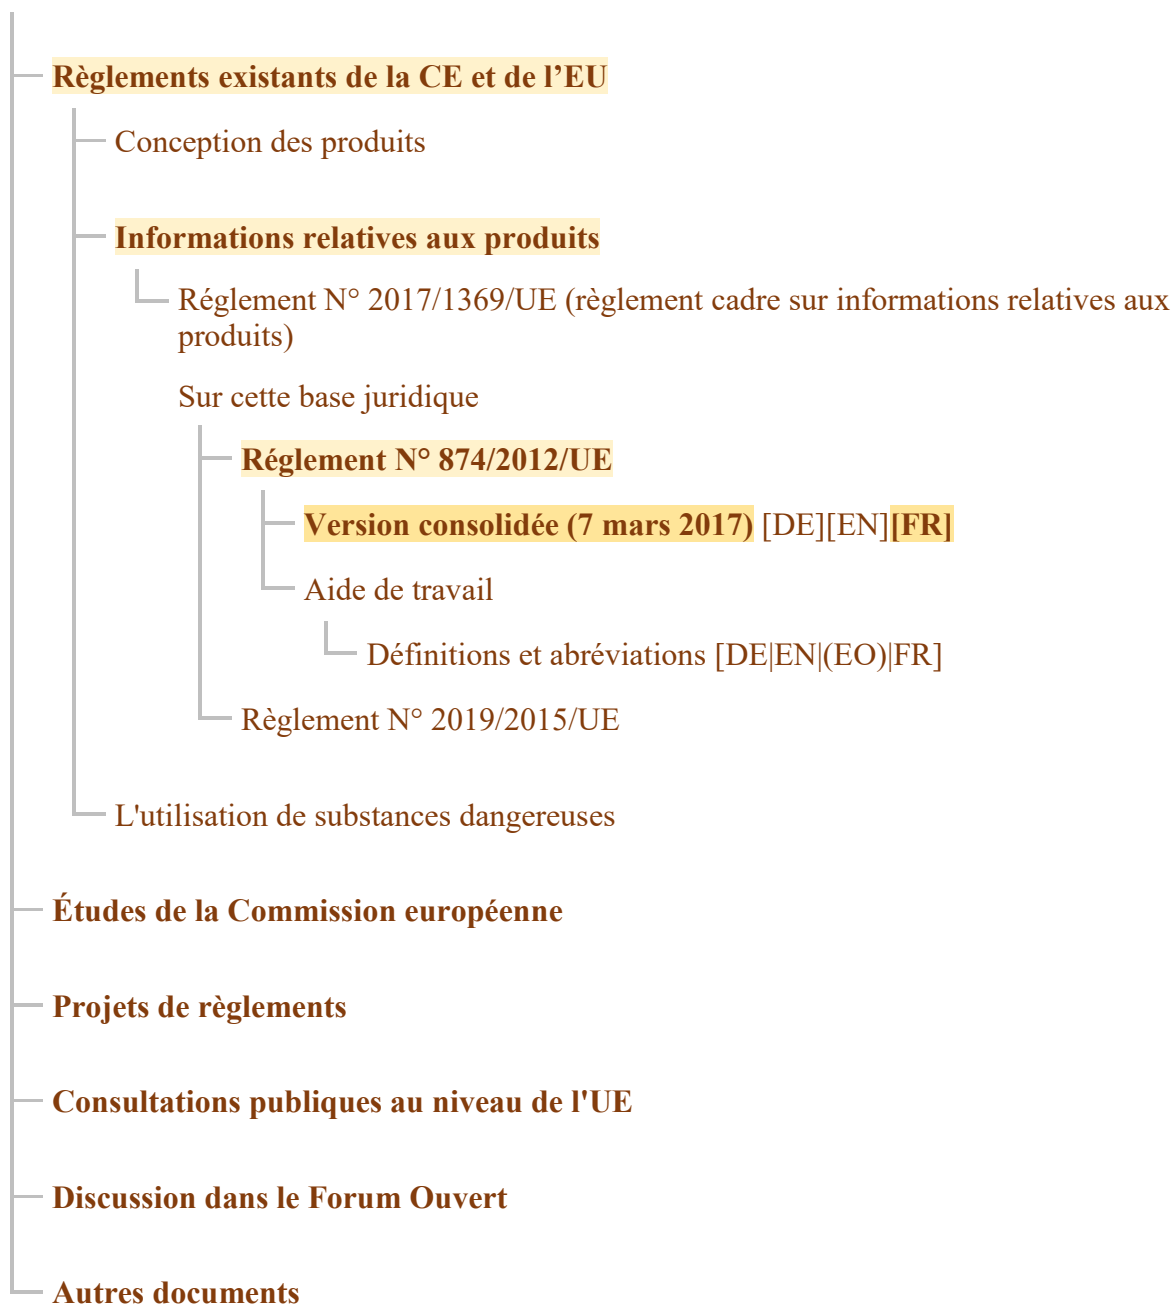 Règlements existants de la CE et de l’EU
Conception des produits
Informations relatives aux produits
Réglement N° 2017/1369/UE (règlement cadre sur informations relatives aux
produits)
Sur cette base juridique
Réglement N° 874/2012/UE
Version consolidée (7 mars 2017) [DE][EN][FR]
Aide de travail
Définitions et abréviations [DE|EN|(EO)|FR]
Règlement N° 2019/2015/UE
L'utilisation de substances dangereuses
Études de la Commission européenne
Projets de règlements
Consultations publiques au niveau de l'UE
Discussion dans le Forum Ouvert
Autres documents